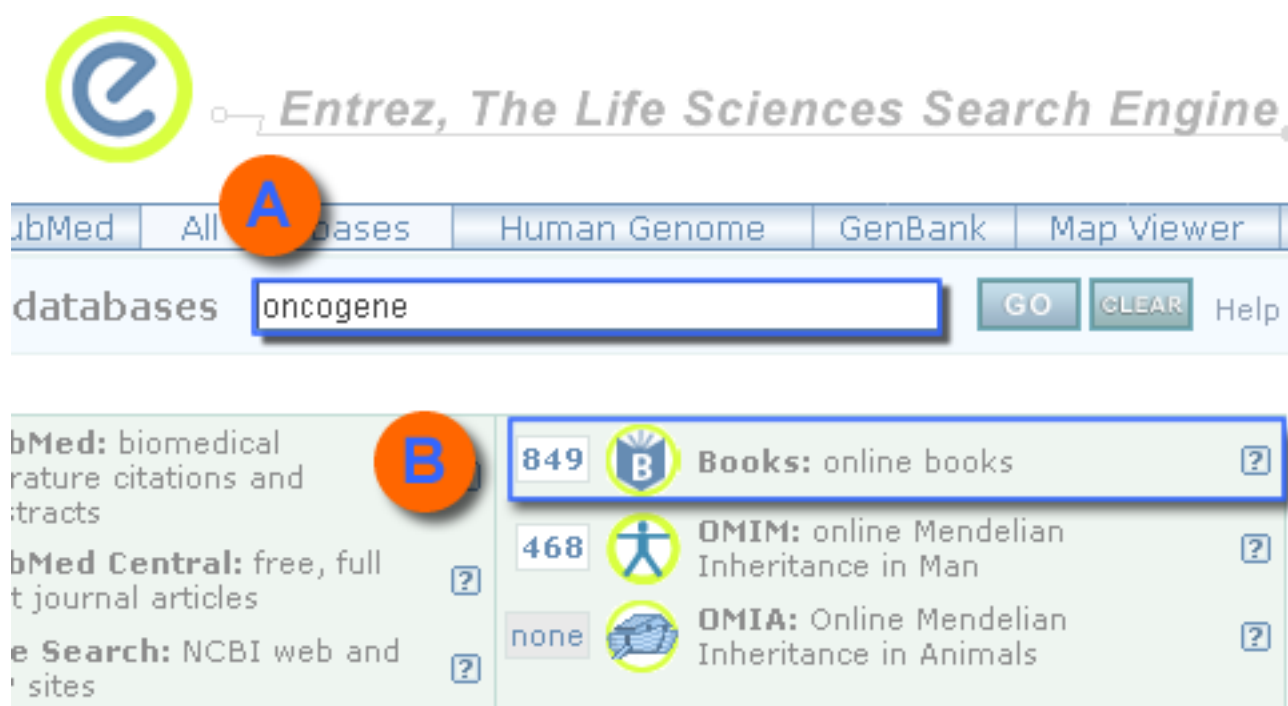 e
Entrez, The Life Sciences Search Engine
A
ubMed All bases Human Genome GenBank Map Viewer
databases oncogene GO CLEAR Help
B
bMed: biomedical
rature citations and
tracts
bMed Central: free, full
t journal articles ?
e Search: NCBI web and
sites ?
849 B Books: online books ?
468 OMIM: online Mendelian
Inheritance in Man ?
none OMIA: Online Mendelian
Inheritance in Animals ?